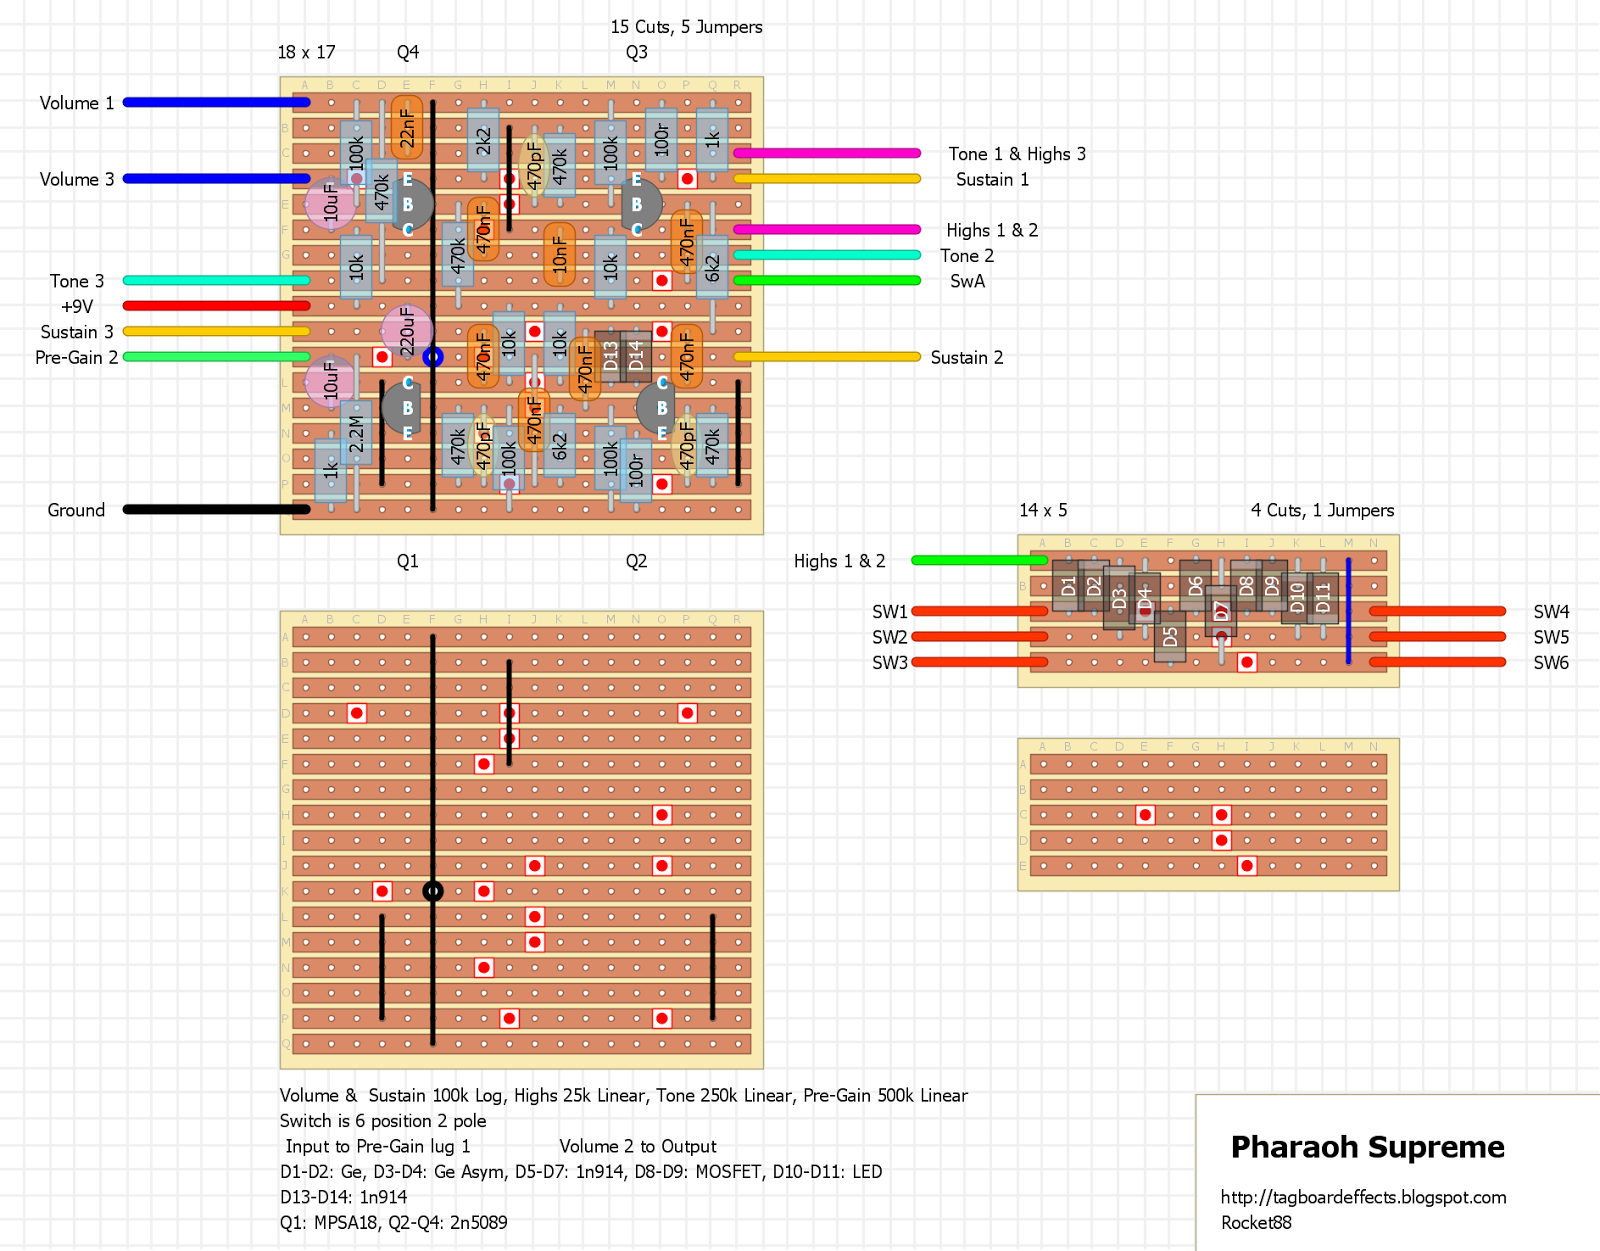 15 Cuts, 5 Jumpers
18 x 17
Q4
Q3
A B C D E F G H I J K L M N O P Q R
Volume 1
Volume 3
Tone 3
+9V
Sustain 3
Pre-Gain 2
Ground
Tone 1 & Highs 3
Sustain 1
Highs 1 & 2
Tone 2
SwA
Sustain 2
B
C
E
F
G
L
M
N
O
P
100k
22nF
2k2
470pF
470k
100k
100r
1k
10uF
470k
E
B
C
E
B
C
10k
470k
470nF
10nF
10k
470nF
6k2
220uF
470nF
10k
10k
470nF
D13
D14
470nF
10uF
C
B
E
C
B
E
1k
2.2M
470k
470pF
100k
470nF
6k2
100k
100r
470pF
470k
Q1
Q2
14 x 5
4 Cuts, 1 Jumpers
A B C D E F G H I J K L M N
B
Highs 1 & 2
SW1
SW2
SW3
SW4
SW5
SW6
D1
D2
D3
D4
D5
D6
D7
D8
D9
D10
D11
A B C D E F G H I J K L M N O P Q R
A
B
C
D
E
F
G
H
I
J
K
L
M
N
O
P
Q
A B C D E F G H I J K L M N
A
B
C
D
E
Volume & Sustain 100k Log, Highs 25k Linear, Tone 250k Linear, Pre-Gain 500k Linear
Switch is 6 position 2 pole
Input to Pre-Gain lug 1 Volume 2 to Output
D1-D2: Ge, D3-D4: Ge Asym, D5-D7: 1n914, D8-D9: MOSFET, D10-D11: LED
D13-D14: 1n914
Q1: MPSA18, Q2-Q4: 2n5089
Pharaoh Supreme
http://tagboardeffects.blogspot.com
Rocket88